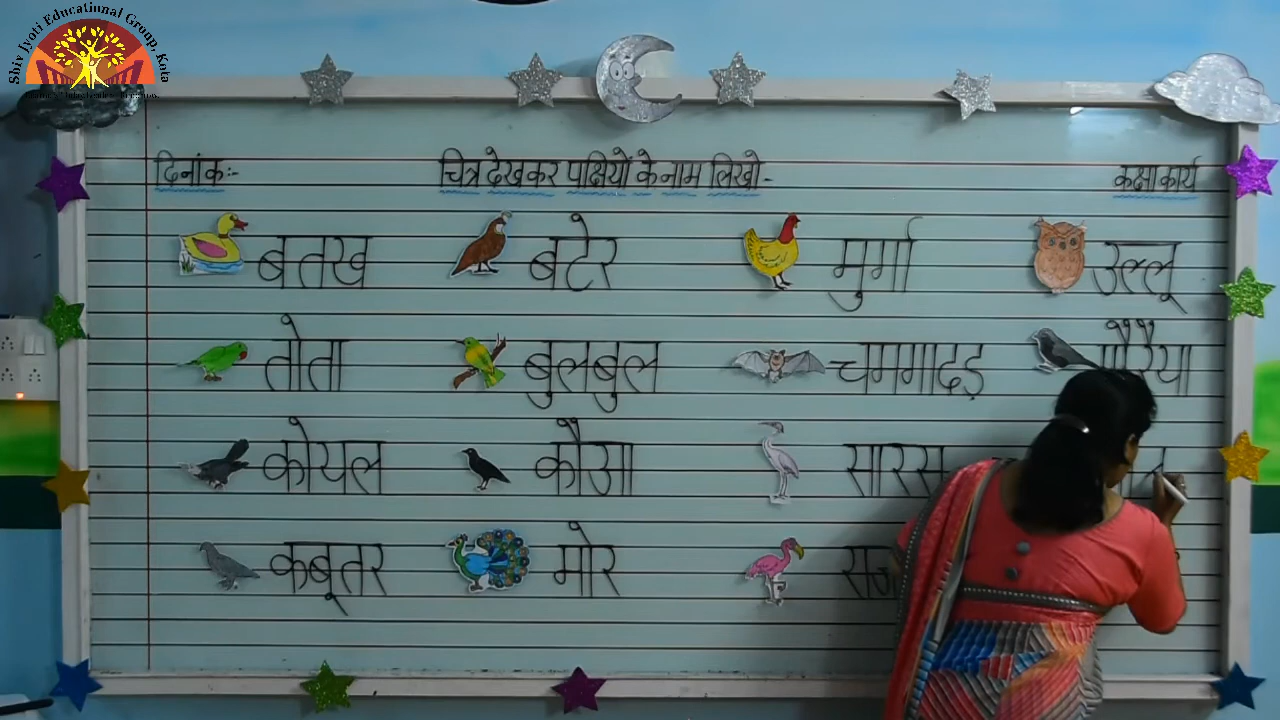 Shiv Jyoti Educational Group, Kota
दिनांकः- चित्र देखकर पक्षियों के नाम लिखो- कक्षा कार्य
बतख बटेर मुर्गा उल्लू
तोता बुलबुल चमगादड़
कोयल कौआ सारस
कबूतर मोर